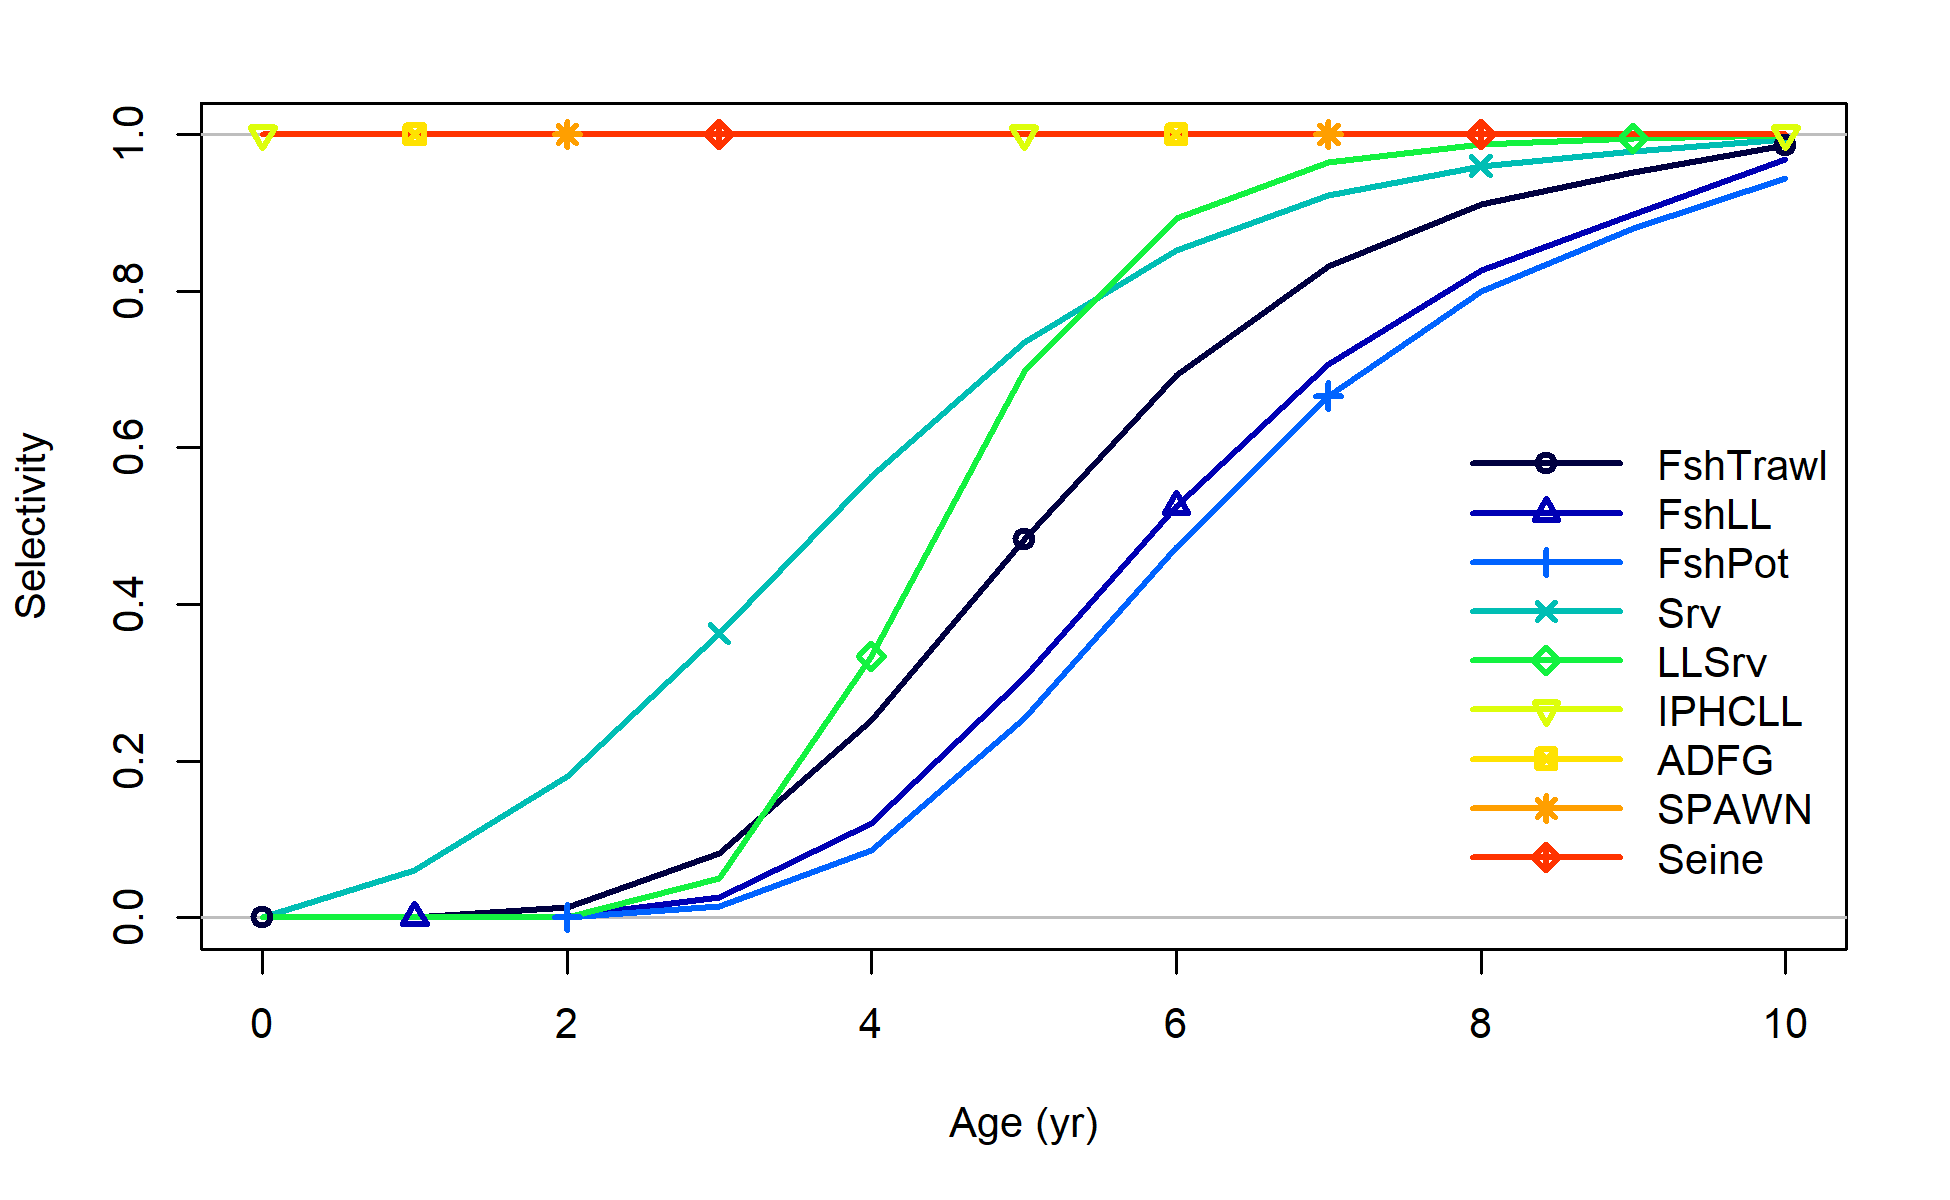 Selectivity
1.0
0.8
0.6
0.4
0.2
0.0
FshTrawl
FshLL
FshPot
Srv
LLSrv
IPHCLL
ADFG
SPAWN
Seine
0 2 4 6 8 10
Age (yr)